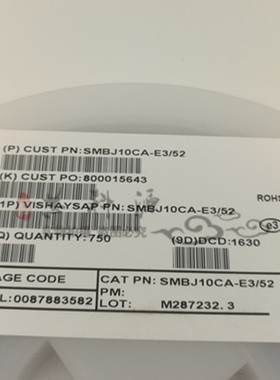 (P) CUST PN:SMBJ10CA-E3/52
(K) CUST PO:800015643
ROHS
1P) VISHAYSAP PN:SMBJ10CA-E3/52
e3
Q) QUANTITY:750
(9D)DCD:1630
AGE CODE
L:0087883582
CAT PN: SMBJ10CA-E3/52
PM:
LOT: M287232.3